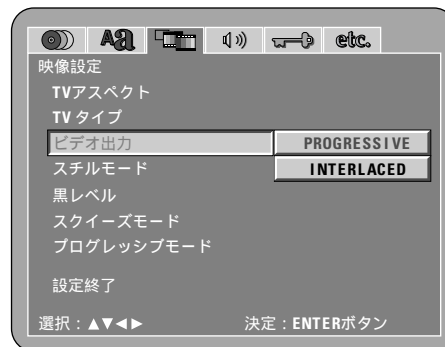 Aa etc.
映像設定
TVアスペクト
TV タイプ
ビデオ出力 PROGRESSIVE
スチルモード INTERLACED
黒レベル
スクイーズモード
プログレッシブモード
設定終了
選択：▲▼◀▶ 決定：ENTERボタン